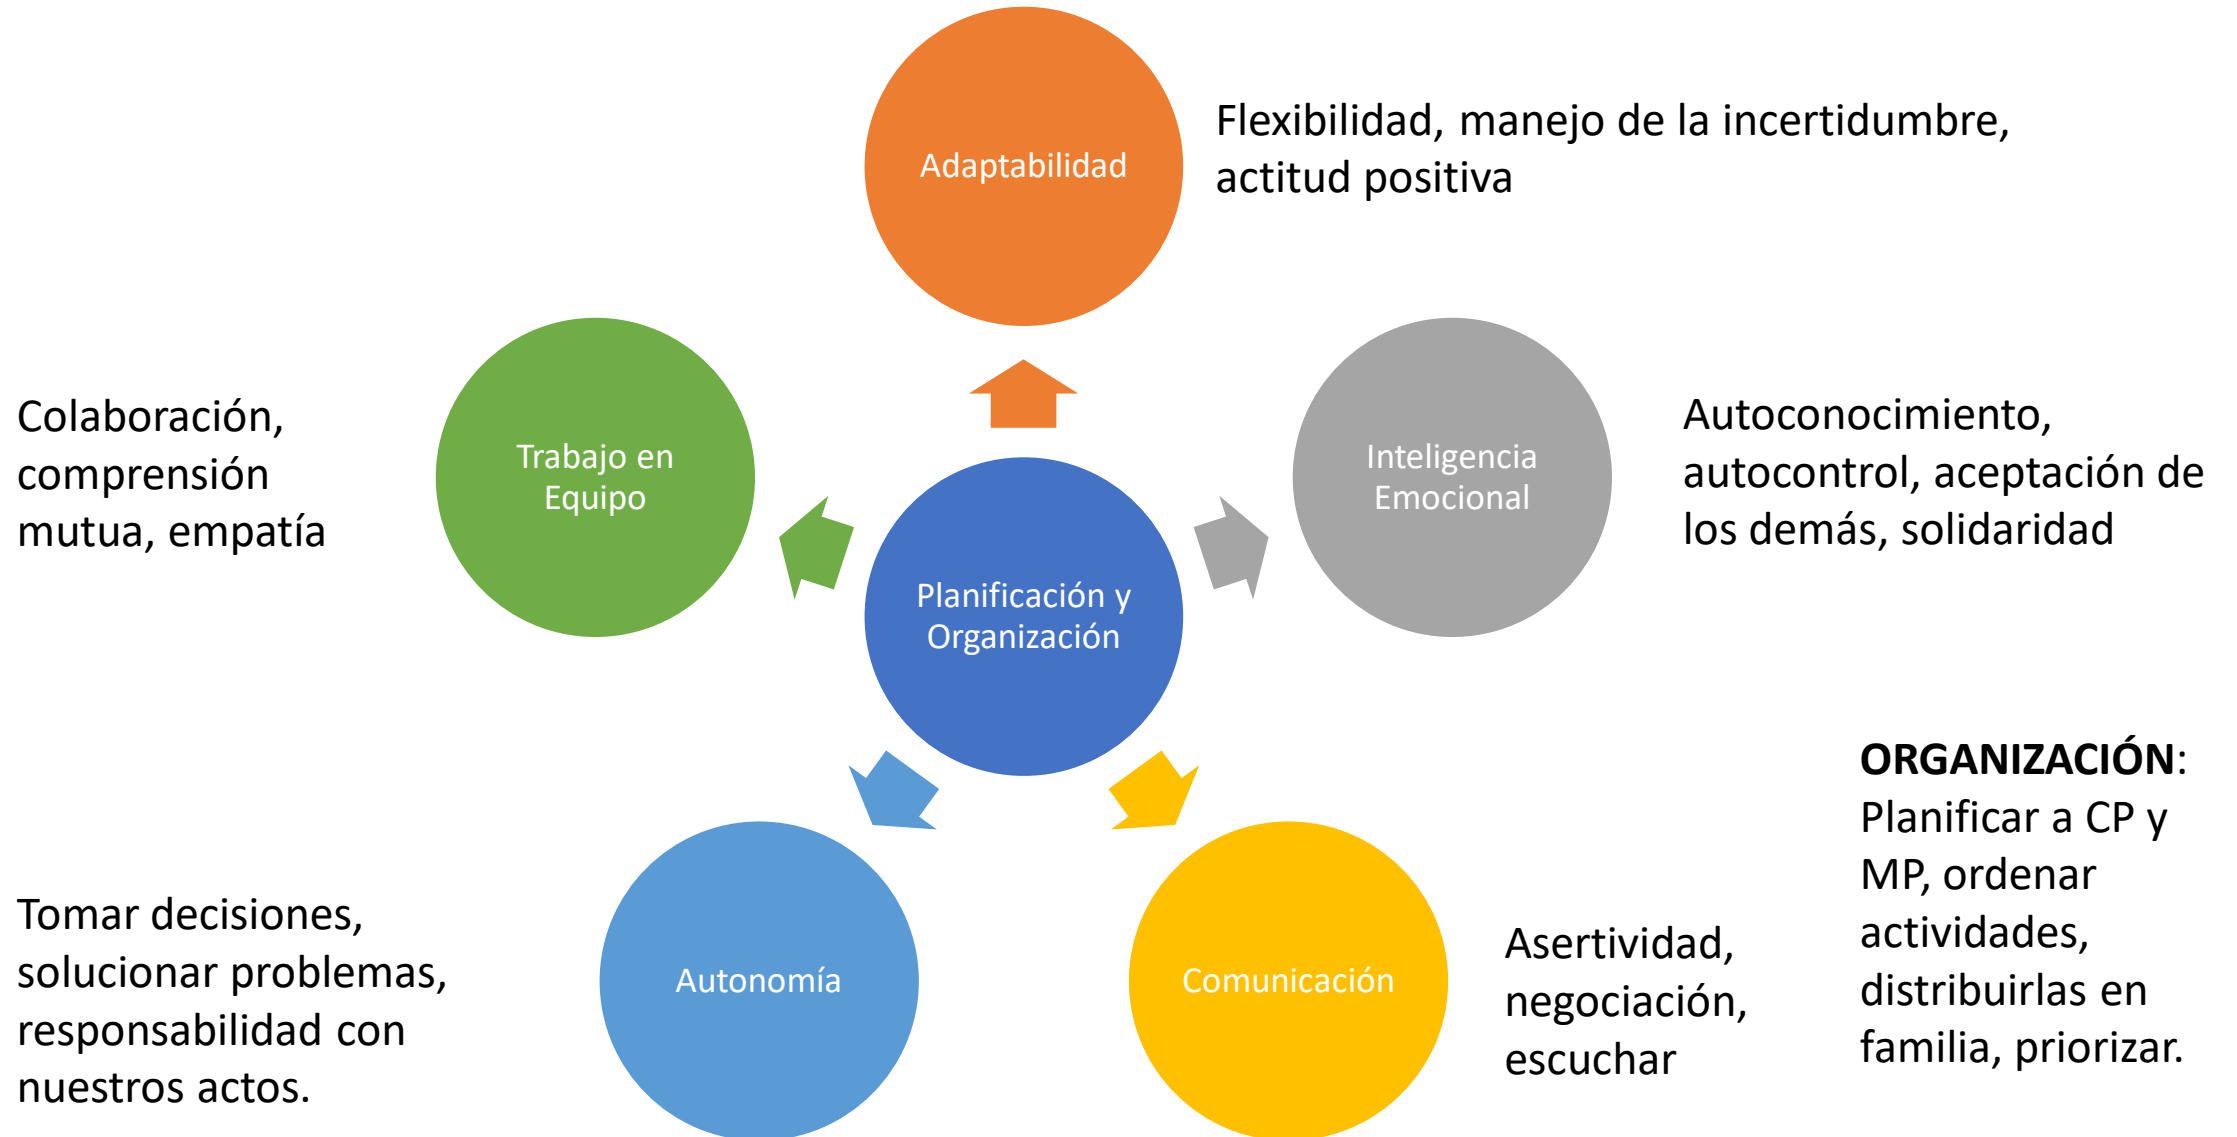 Adaptabilidad
Flexibilidad, manejo de la incertidumbre,
actitud positiva
Colaboración,
comprensión
mutua, empatía
Trabajo en
Equipo
Inteligencia
Emocional
Autoconocimiento,
autocontrol, aceptación de
los demás, solidaridad
Planificación y
Organización
Tomar decisiones,
solucionar problemas,
responsabilidad con
nuestros actos.
Autonomía
Comunicación
Asertividad,
negociación,
escuchar
ORGANIZACIÓN:
Planificar a CP y
MP, ordenar
actividades,
distribuirlas en
familia, priorizar.